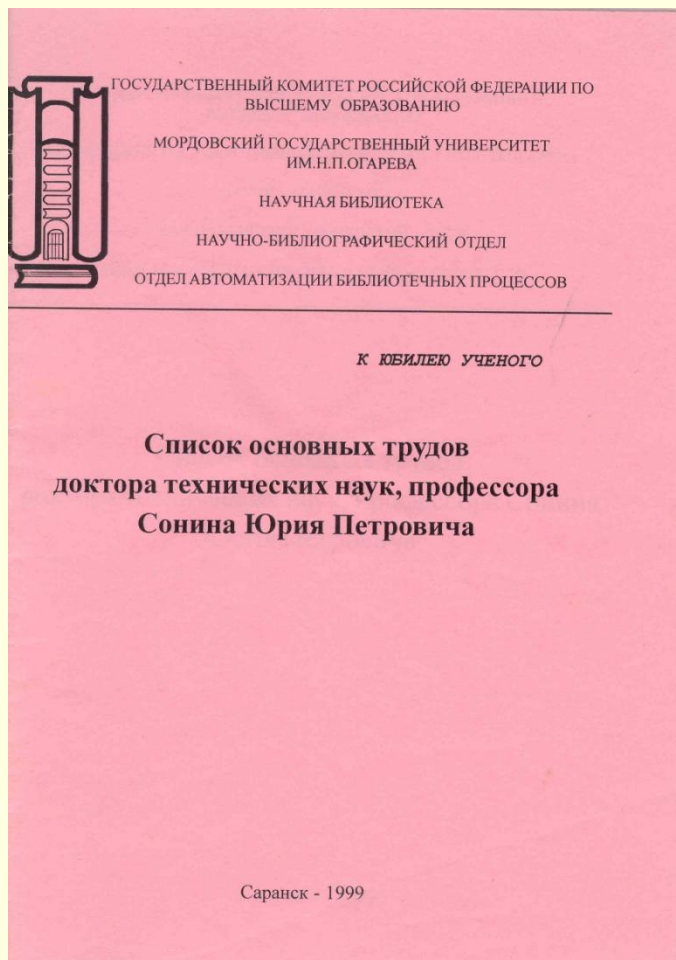 ГОСУДАРСТВЕННЫЙ КОМИТЕТ РОССИЙСКОЙ ФЕДЕРАЦИИ ПО
ВЫСШЕМУ ОБРАЗОВАНИЮ
МОРДОВСКИЙ ГОСУДАРСТВЕННЫЙ УНИВЕРСИТЕТ
ИМ.Н.П.ОГАРЕВА
НАУЧНАЯ БИБЛИОТЕКА
НАУЧНО-БИБЛИОГРАФИЧЕСКИЙ ОТДЕЛ
ОТДЕЛ АВТОМАТИЗАЦИИ БИБЛИОТЕЧНЫХ ПРОЦЕССОВ
К ЮБИЛЕЮ УЧЕНОГО
Список основных трудов
доктора технических наук, профессора
Сонина Юрия Петровича
Саранск - 1999